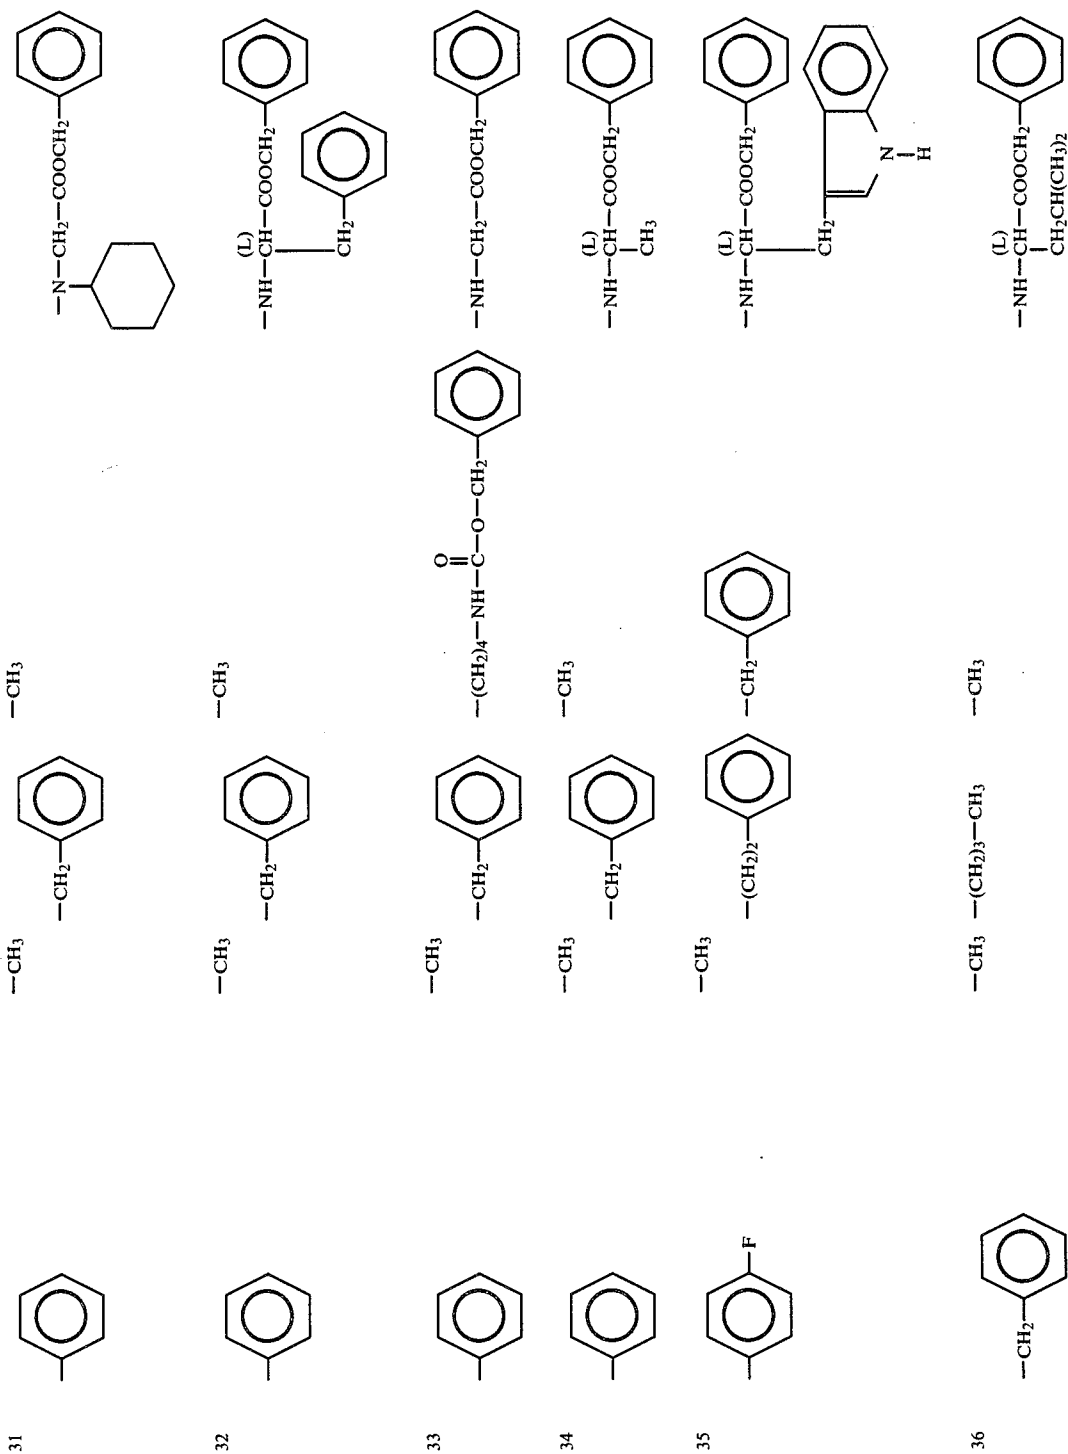 31 —CH3 —CH2— —CH3 —N—CH2—COOCH2—
32 —CH3 —CH2— —CH3 —NH—CH—COOCH2—
(L)
CH2—
33 —CH3 —CH2— —(CH2)4—NH—C—O—CH2— —NH—CH2—COOCH2—
O
34 —CH3 —CH2— —CH3 —NH—CH—COOCH2—
(L)
CH3
35 —F —CH3 —(CH2)2— —CH2— —NH—CH—COOCH2—
(L)
CH2
N
H
36 —CH2— —CH3 —(CH2)3—CH3 —CH3 —NH—CH—COOCH2—
(L)
CH2CH(CH3)2